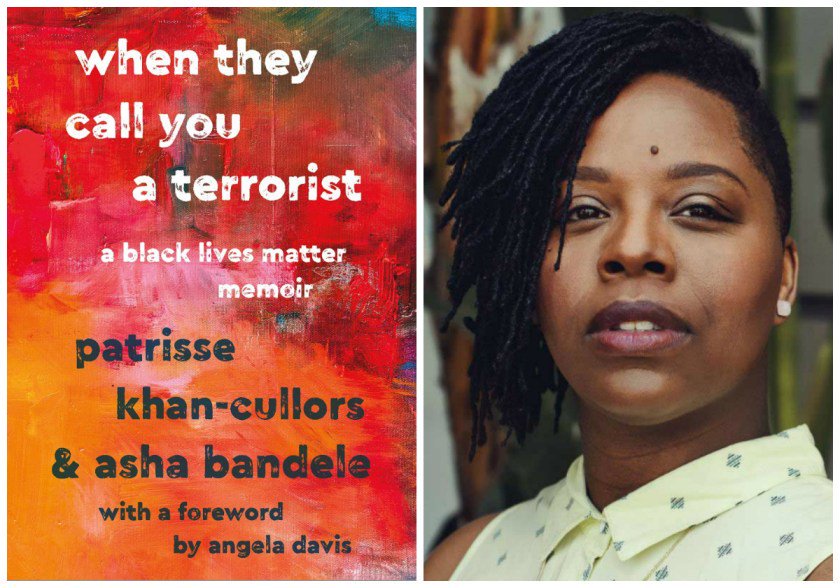 when they
call you
a terrorist
a black lives matter
memoir
patrisse
khan-cullors
& asha bandele
with a foreword
by angela davis